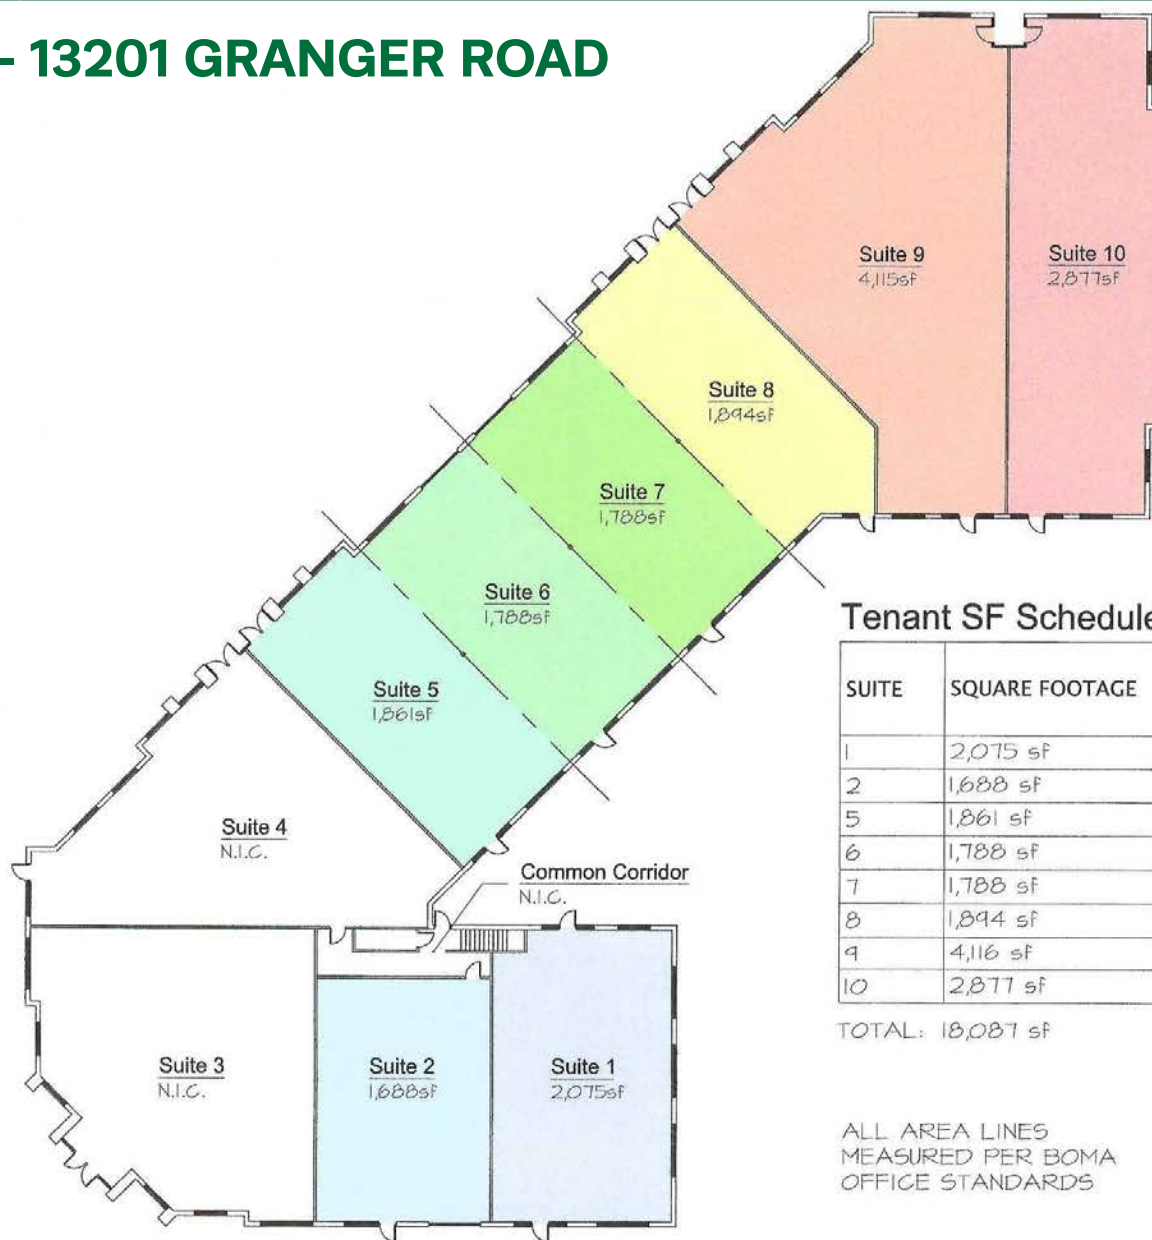 - 13201 GRANGER ROAD
Suite 9
4,115sf
Suite 10
2,877sf
Suite 8
1,894sf
Suite 7
1,788sf
Suite 6
1,788sf
Suite 5
1,861sf
Suite 4
N.I.C.
Common Corridor
N.I.C.
Suite 3
N.I.C.
Suite 2
1,688sf
Suite 1
2,075sf
Tenant SF Schedule
SUITE SQUARE FOOTAGE
1 2,075 sf
2 1,688 sf
5 1,861 sf
6 1,788 sf
7 1,788 sf
8 1,894 sf
9 4,116 sf
10 2,877 sf
TOTAL: 18,087 sf
ALL AREA LINES
MEASURED PER BOMA
OFFICE STANDARDS